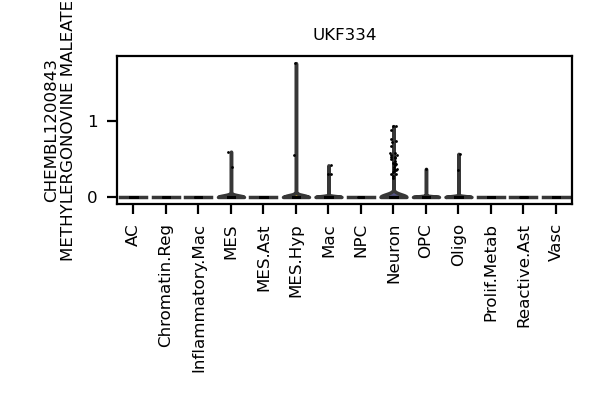 UKF334
CHEMBL1200843
METHYLERGONOVINE MALEATE
1
0
AC
Chromatin.Reg
Inflammatory.Mac
MES
MES.Ast
MES.Hyp
Mac
NPC
Neuron
OPC
Oligo
Prolif.Metab
Reactive.Ast
Vasc